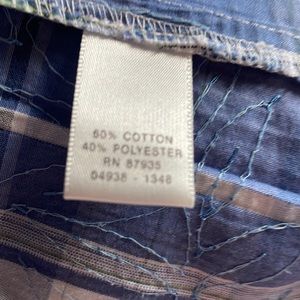 60% COTTON
40% POLYESTER
RN 87935
04938 - 1348